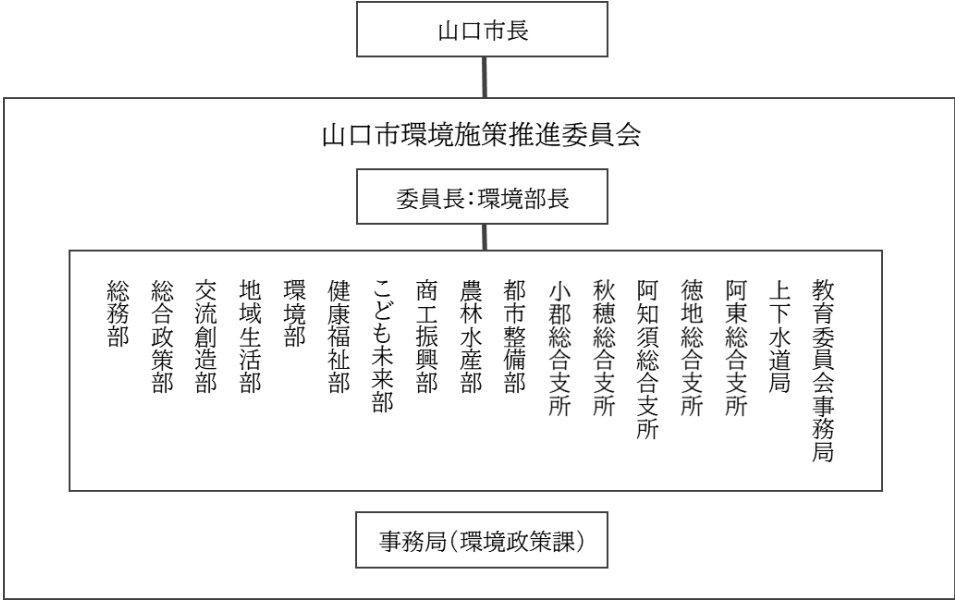 山口市長
山口市環境施策推進委員会
委員長：環境部長
総務部
総合政策部
交流創造部
地域生活部
環境部
健康福祉部
こども未来部
商工振興部
農林水産部
都市整備部
小郡総合支所
秋穂総合支所
阿知須総合支所
徳地総合支所
阿東総合支所
上下水道局
教育委員会事務局
事務局（環境政策課）